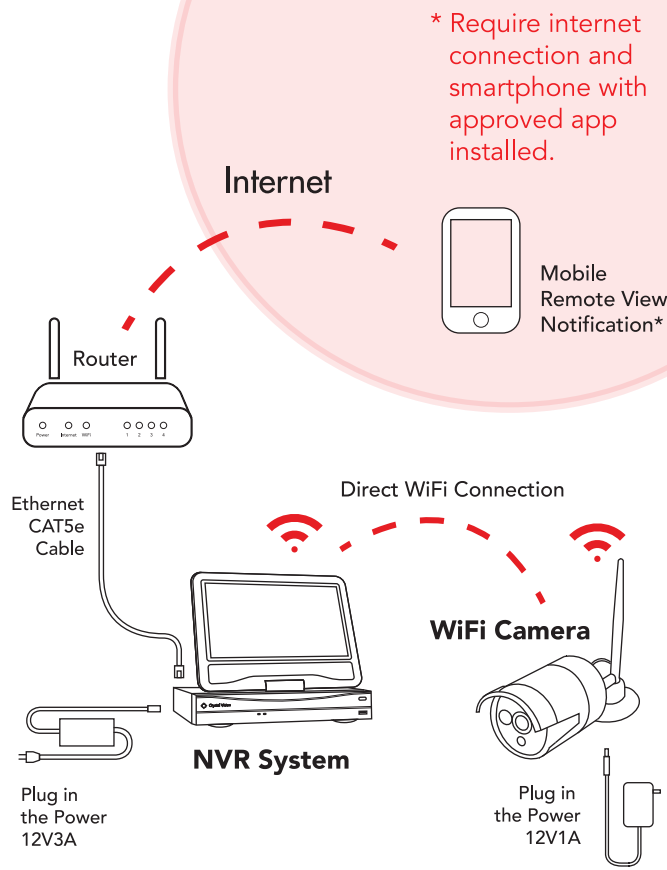 * Require internet
connection and
smartphone with
approved app
installed.
Internet
Mobile
Remote View
Notification*
Router
Power Internet WiFi 1 2 3 4
Ethernet
CAT5e
Cable
Direct WiFi Connection
WiFi Camera
Crystal Vision
NVR System
Plug in
the Power
12V3A
Plug in
the Power
12V1A